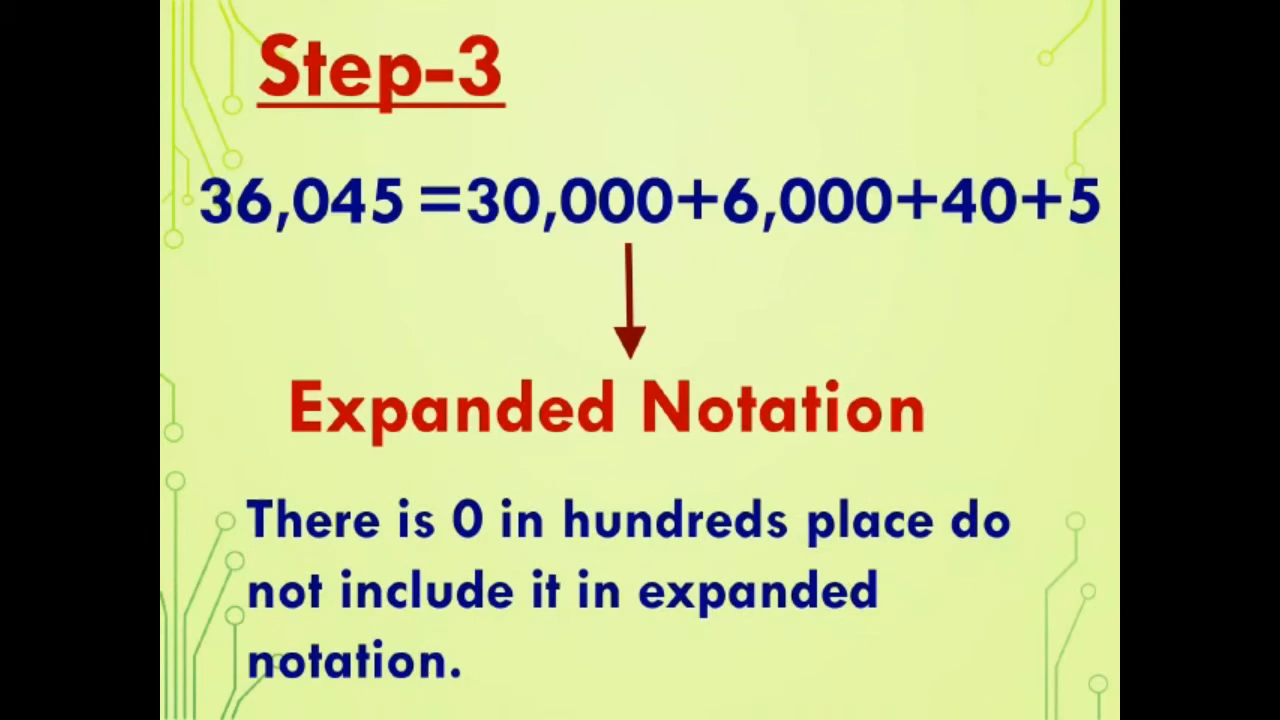 Step-3
36,045 =30,000+6,000+40+5
Expanded Notation
There is 0 in hundreds place do
not include it in expanded
notation.